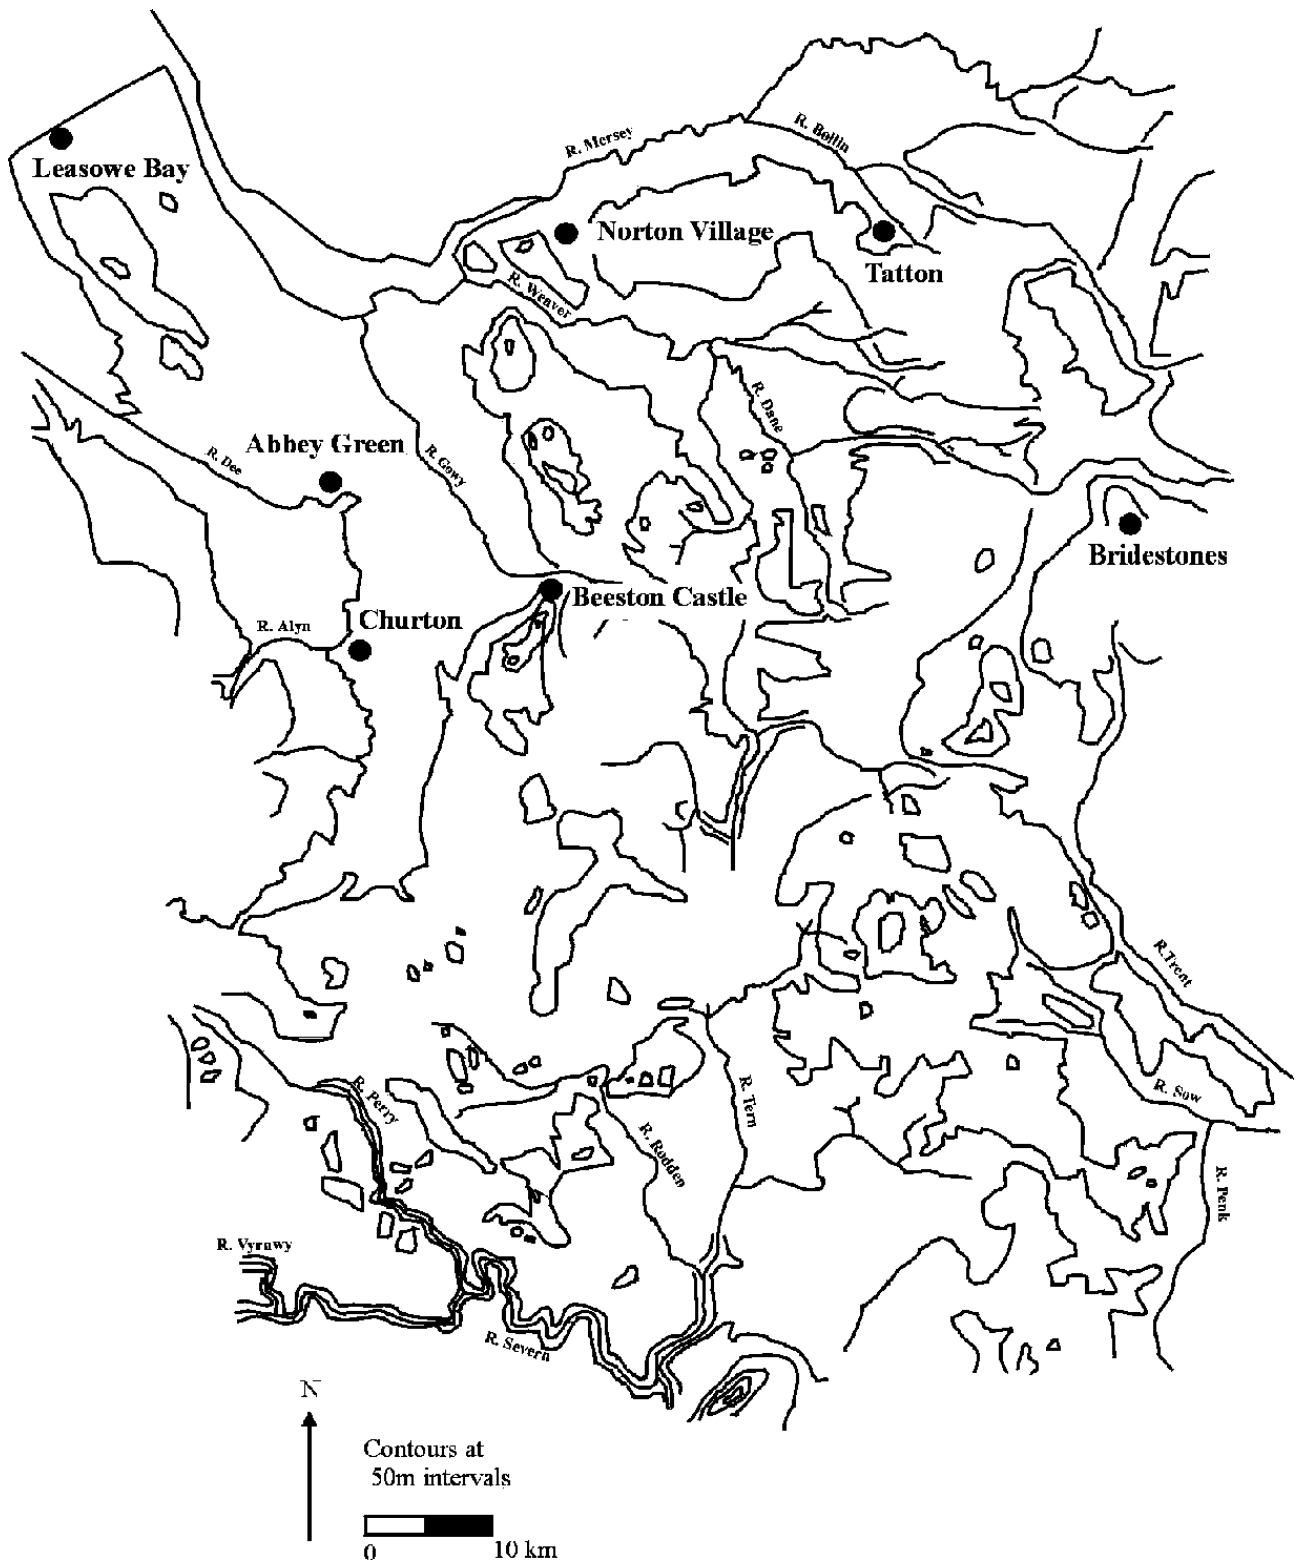 R. Mersey
R. Bollin
Leasowe Bay
Norton Village
Tatton
R. Weaver
R. Dane
Abbey Green
R. Dee
R. Gowy
Bridestones
Beeston Castle
Churton
R. Alyn
R.Trent
R. Perry
R. Tern
R. Sow
R. Rodden
R. Penk
R. Vyrnwy
R. Severn
N
Contours at
50m intervals
0
10 km